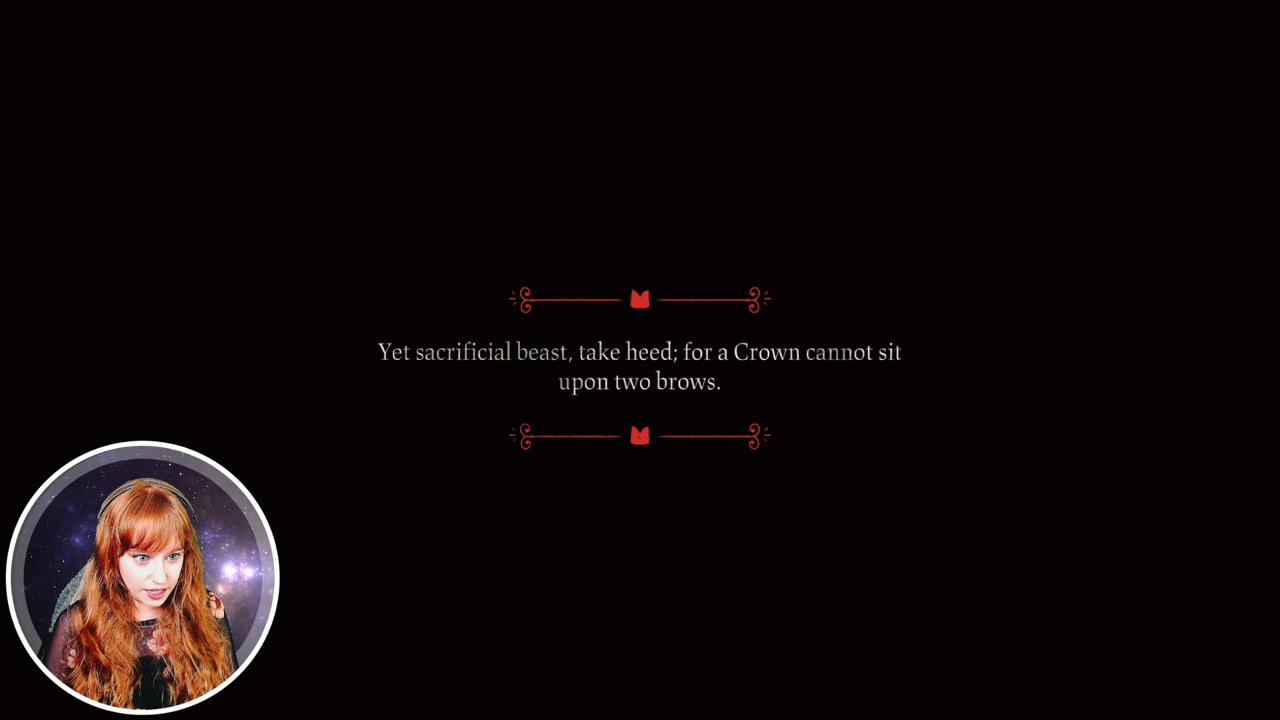 Yet sacrificial beast, take heed; for a Crown cannot sit
upon two brows.